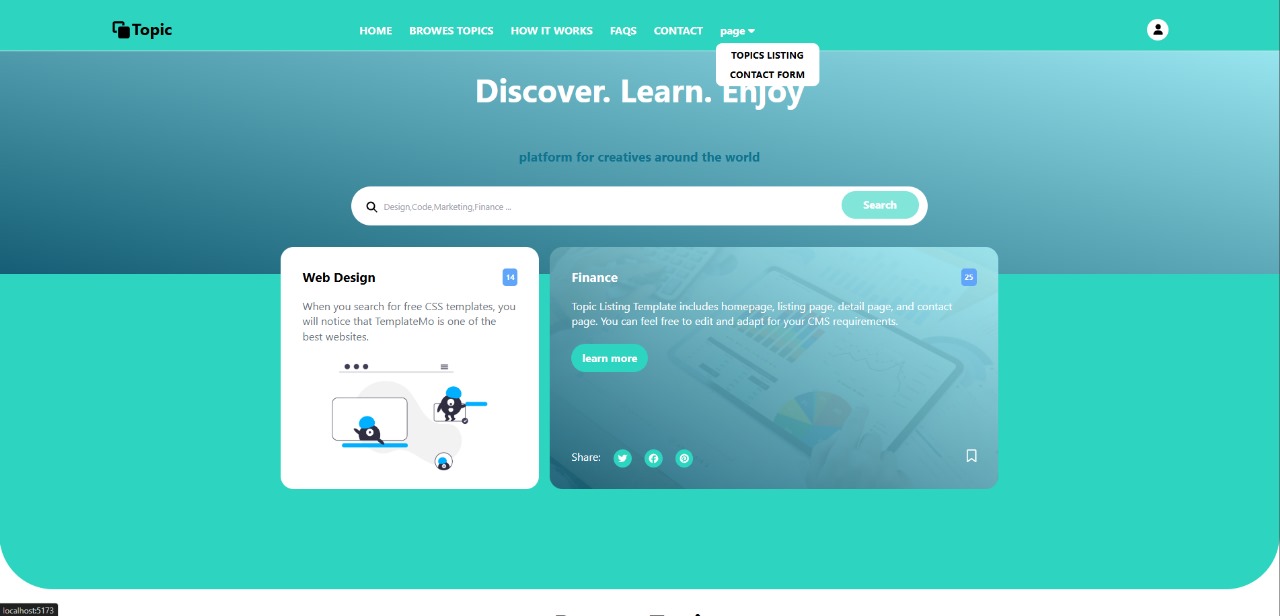 Topic
HOME BROWES TOPICS HOW IT WORKS FAQS CONTACT page
TOPICS LISTING
CONTACT FORM
Discover. Learn. Enjoy
platform for creatives around the world
Design,Code,Marketing,Finance ...
Search
Web Design
14
When you search for free CSS templates, you
will notice that TemplateMo is one of the
best websites.
Finance
25
Topic Listing Template includes homepage, listing page, detail page, and contact
page. You can feel free to edit and adapt for your CMS requirements.
learn more
Share:
localhost:5173